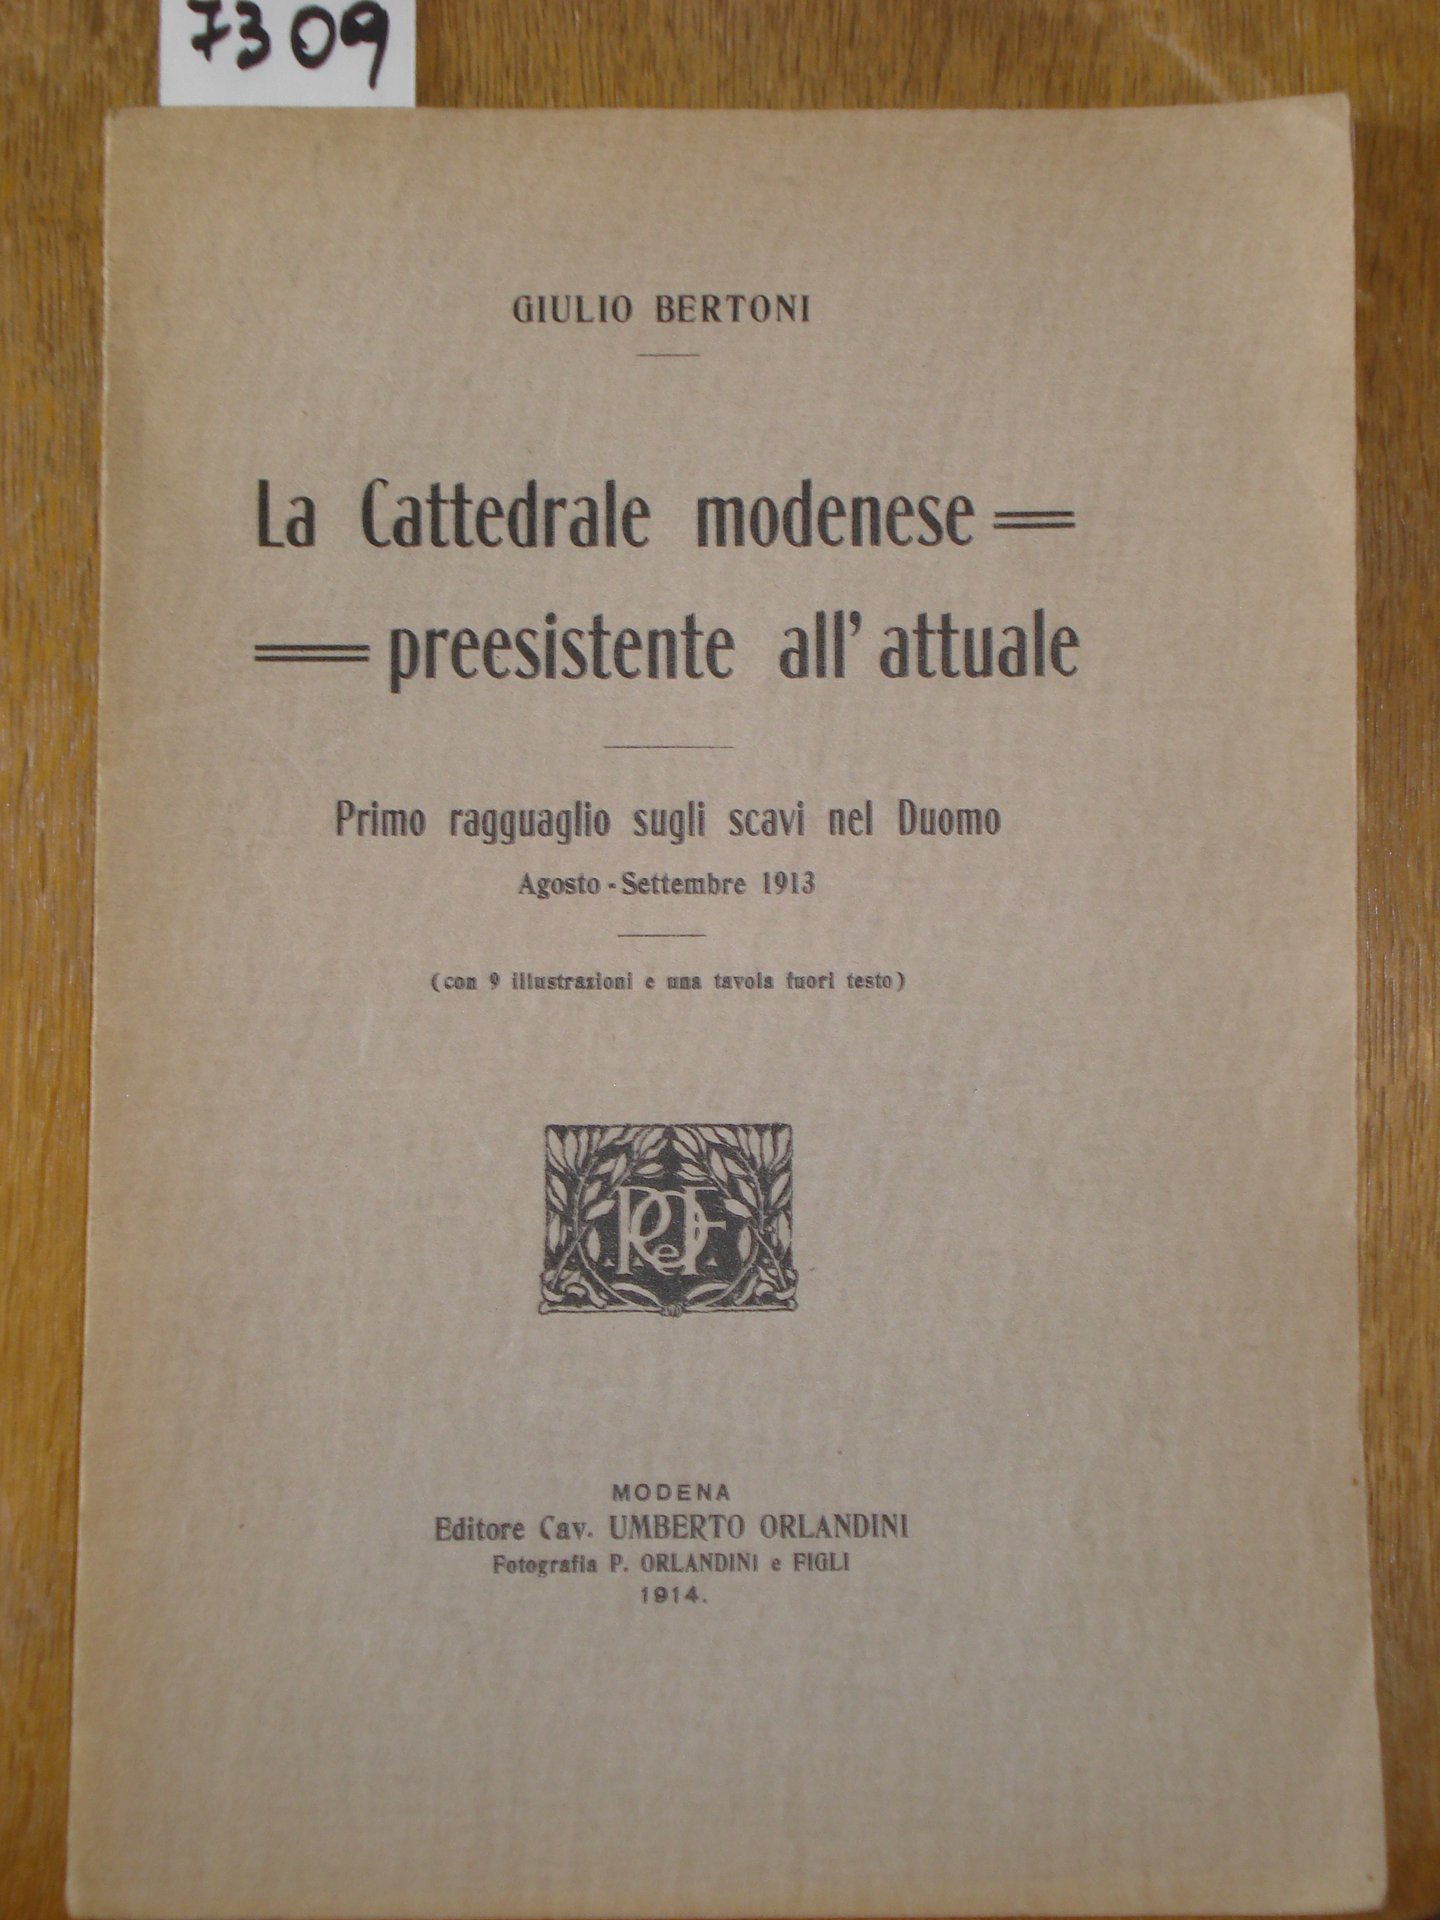 7309
GIULIO BERTONI
La Cattedrale modenese
preesistente all' attuale
Primo ragguaglio sugli scavi nel Duomo
Agosto - Settembre 1913
(con 9 illustrazioni e una tavola fuori testo)
MODENA
Editore Cav. UMBERTO ORLANDINI
Fotografia P. ORLANDINI e FIGLI
1914.